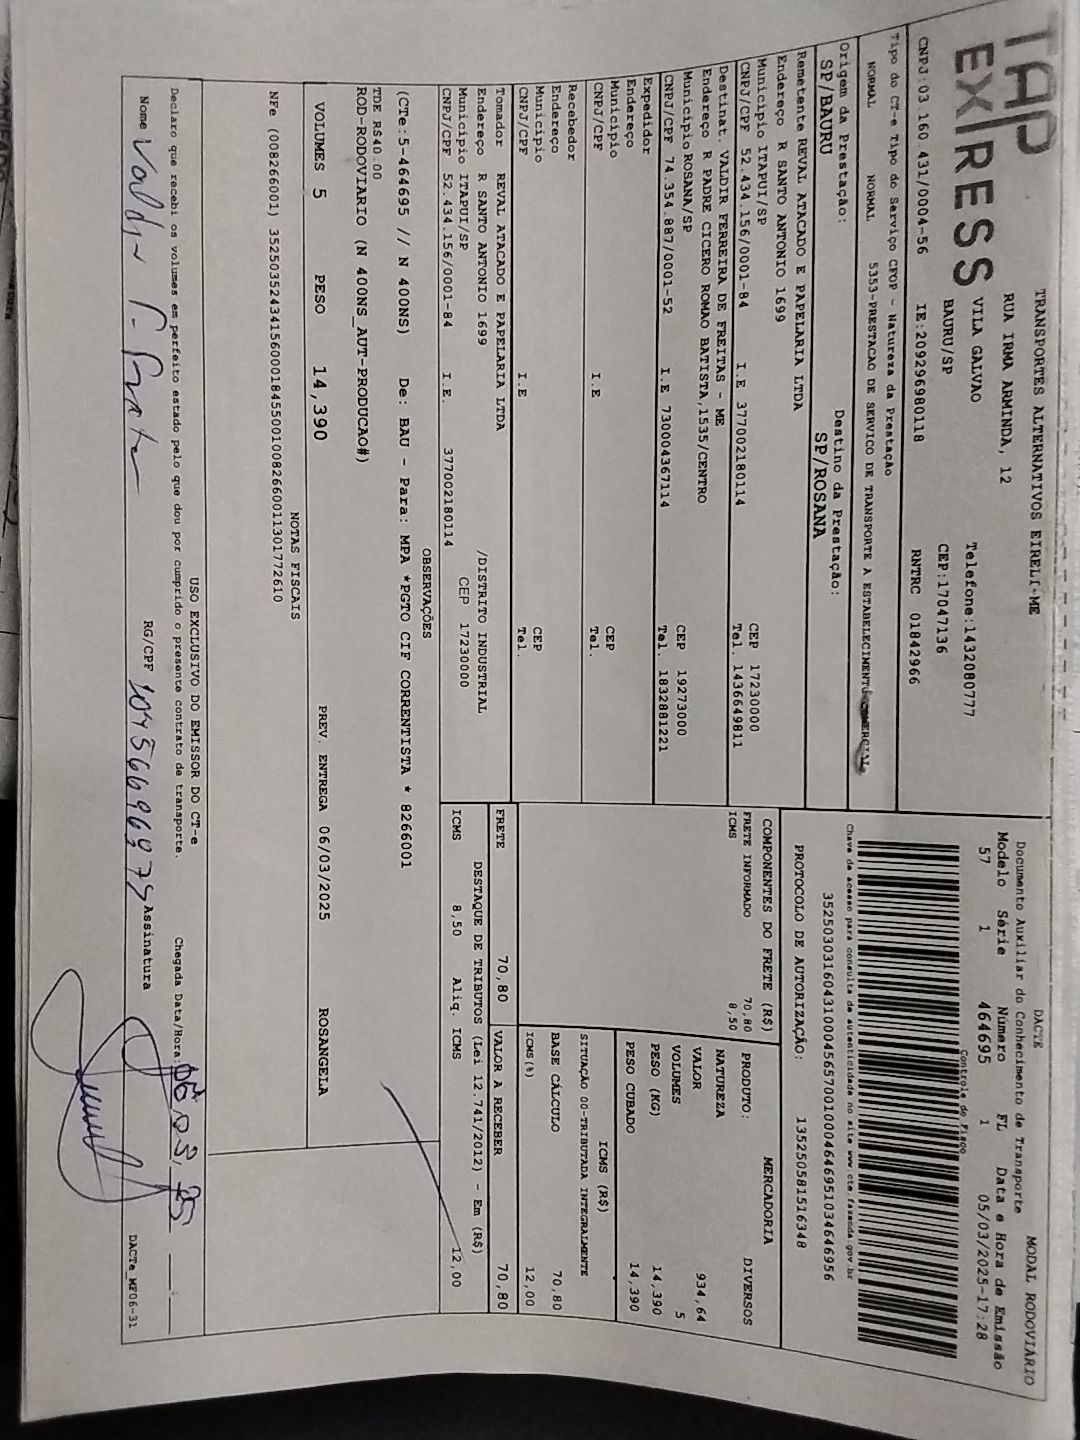 TAP
EXPRESS
TRANSPORTES ALTERNATIVOS EIRELI-ME
RUA IRMA ARMINDA, 12
VILA GALVAO Telefone:1432080777
BAURU/SP CEP:17047136
CNPJ:03.160.431/0004-56 IE:209296980118 RNTRC 01842966
DACTE MODAL RODOVIÁRIO
Documento Auxiliar do Conhecimento de Transporte
Modelo Série Número FL Data e Hora de Emissão
57 1 464695 1 05/03/2025-17:28
Controle do Fisco
Tipo do CT-e Tipo do Serviço CFOP - Natureza da Prestação
NORMAL NORMAL 5353-PRESTACAO DE SERVICO DE TRANSPORTE A ESTABELECIMENTO COMERCIAL
Chave de acesso para consulta de autenticidade no site www.cte.fazenda.gov.br
Origem da Prestação: Destino da Prestação:
SP/BAURU SP/ROSANA
PROTOCOLO DE AUTORIZAÇÃO: 135250581516348
Remetente REVAL ATACADO E PAPELARIA LTDA
Endereço R SANTO ANTONIO 1699
Município ITAPUI/SP CEP 17230000
CNPJ/CPF 52.434.156/0001-84 I.E 377002180114 Tel. 1436649811
Destinat. VALDIR FERREIRA DE FREITAS - ME
Endereço R PADRE CICERO ROMAO BATISTA,1535/CENTRO
Município ROSANA/SP CEP 19273000
CNPJ/CPF 74.354.887/0001-52 I.E 730004367114 Tel. 1832881221
Expedidor
Endereço
Município CEP
CNPJ/CPF I.E Tel.
Recebedor
Endereço
Município CEP
CNPJ/CPF I.E Tel.
Tomador REVAL ATACADO E PAPELARIA LTDA
Endereço R SANTO ANTONIO 1699 /DISTRITO INDUSTRIAL
Município ITAPUI/SP CEP 17230000
CNPJ/CPF 52.434.156/0001-84 I.E. 377002180114
COMPONENTES DO FRETE (R$)
FRETE INFORMADO 70,80
ICMS 8,50
MERCADORIA
PRODUTO: DIVERSOS
NATUREZA
VALOR 934,64
VOLUMES 5
PESO (KG) 14,390
PESO CUBADO 14,390
ICMS (R$)
SITUAÇÃO 00-TRIBUTADA INTEGRALMENTE
BASE CÁLCULO 70,80
ICMS(%) 12,00
FRETE 70,80 VALOR A RECEBER 70,80
DESTAQUE DE TRIBUTOS (Lei 12.741/2012) - Em (R$)
ICMS 8,50 Aliq. ICMS 12,00
OBSERVAÇÕES
(CTe:5-464695 // N 400NS) De: BAU - Para: MPA *PGTO CIF CORRENTISTA * 8266001
TDE R$40.00
ROD-RODOVIARIO (N 400NS_AUT-PRODUCAO#)
VOLUMES 5 PESO 14,390 PREV. ENTREGA 06/03/2025 ROSANGELA
NOTAS FISCAIS
NFe (008266001) 35250352434156000184550010082660011301772610
USO EXCLUSIVO DO EMISSOR DO CT-e
Declaro que recebi os volumes em perfeito estado pelo que dou por cumprido o presente contrato de transporte. Chegada Data/Hora: 06.03.25
Nome Valdir F. RG/CPF Assinatura
DACTe_MF06-31